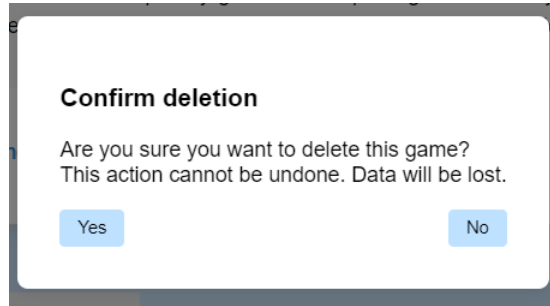 Confirm deletion
Are you sure you want to delete this game?
This action cannot be undone. Data will be lost.
Yes
No